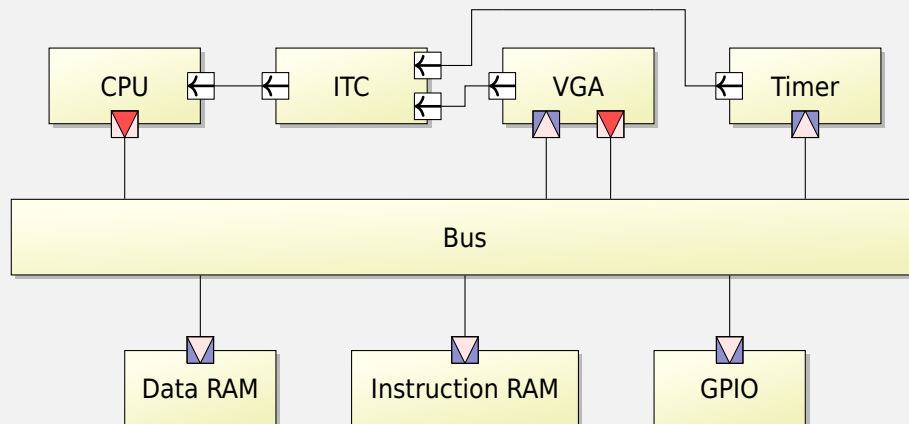 CPU
ITC
VGA
Timer
Bus
Data RAM
Instruction RAM
GPIO